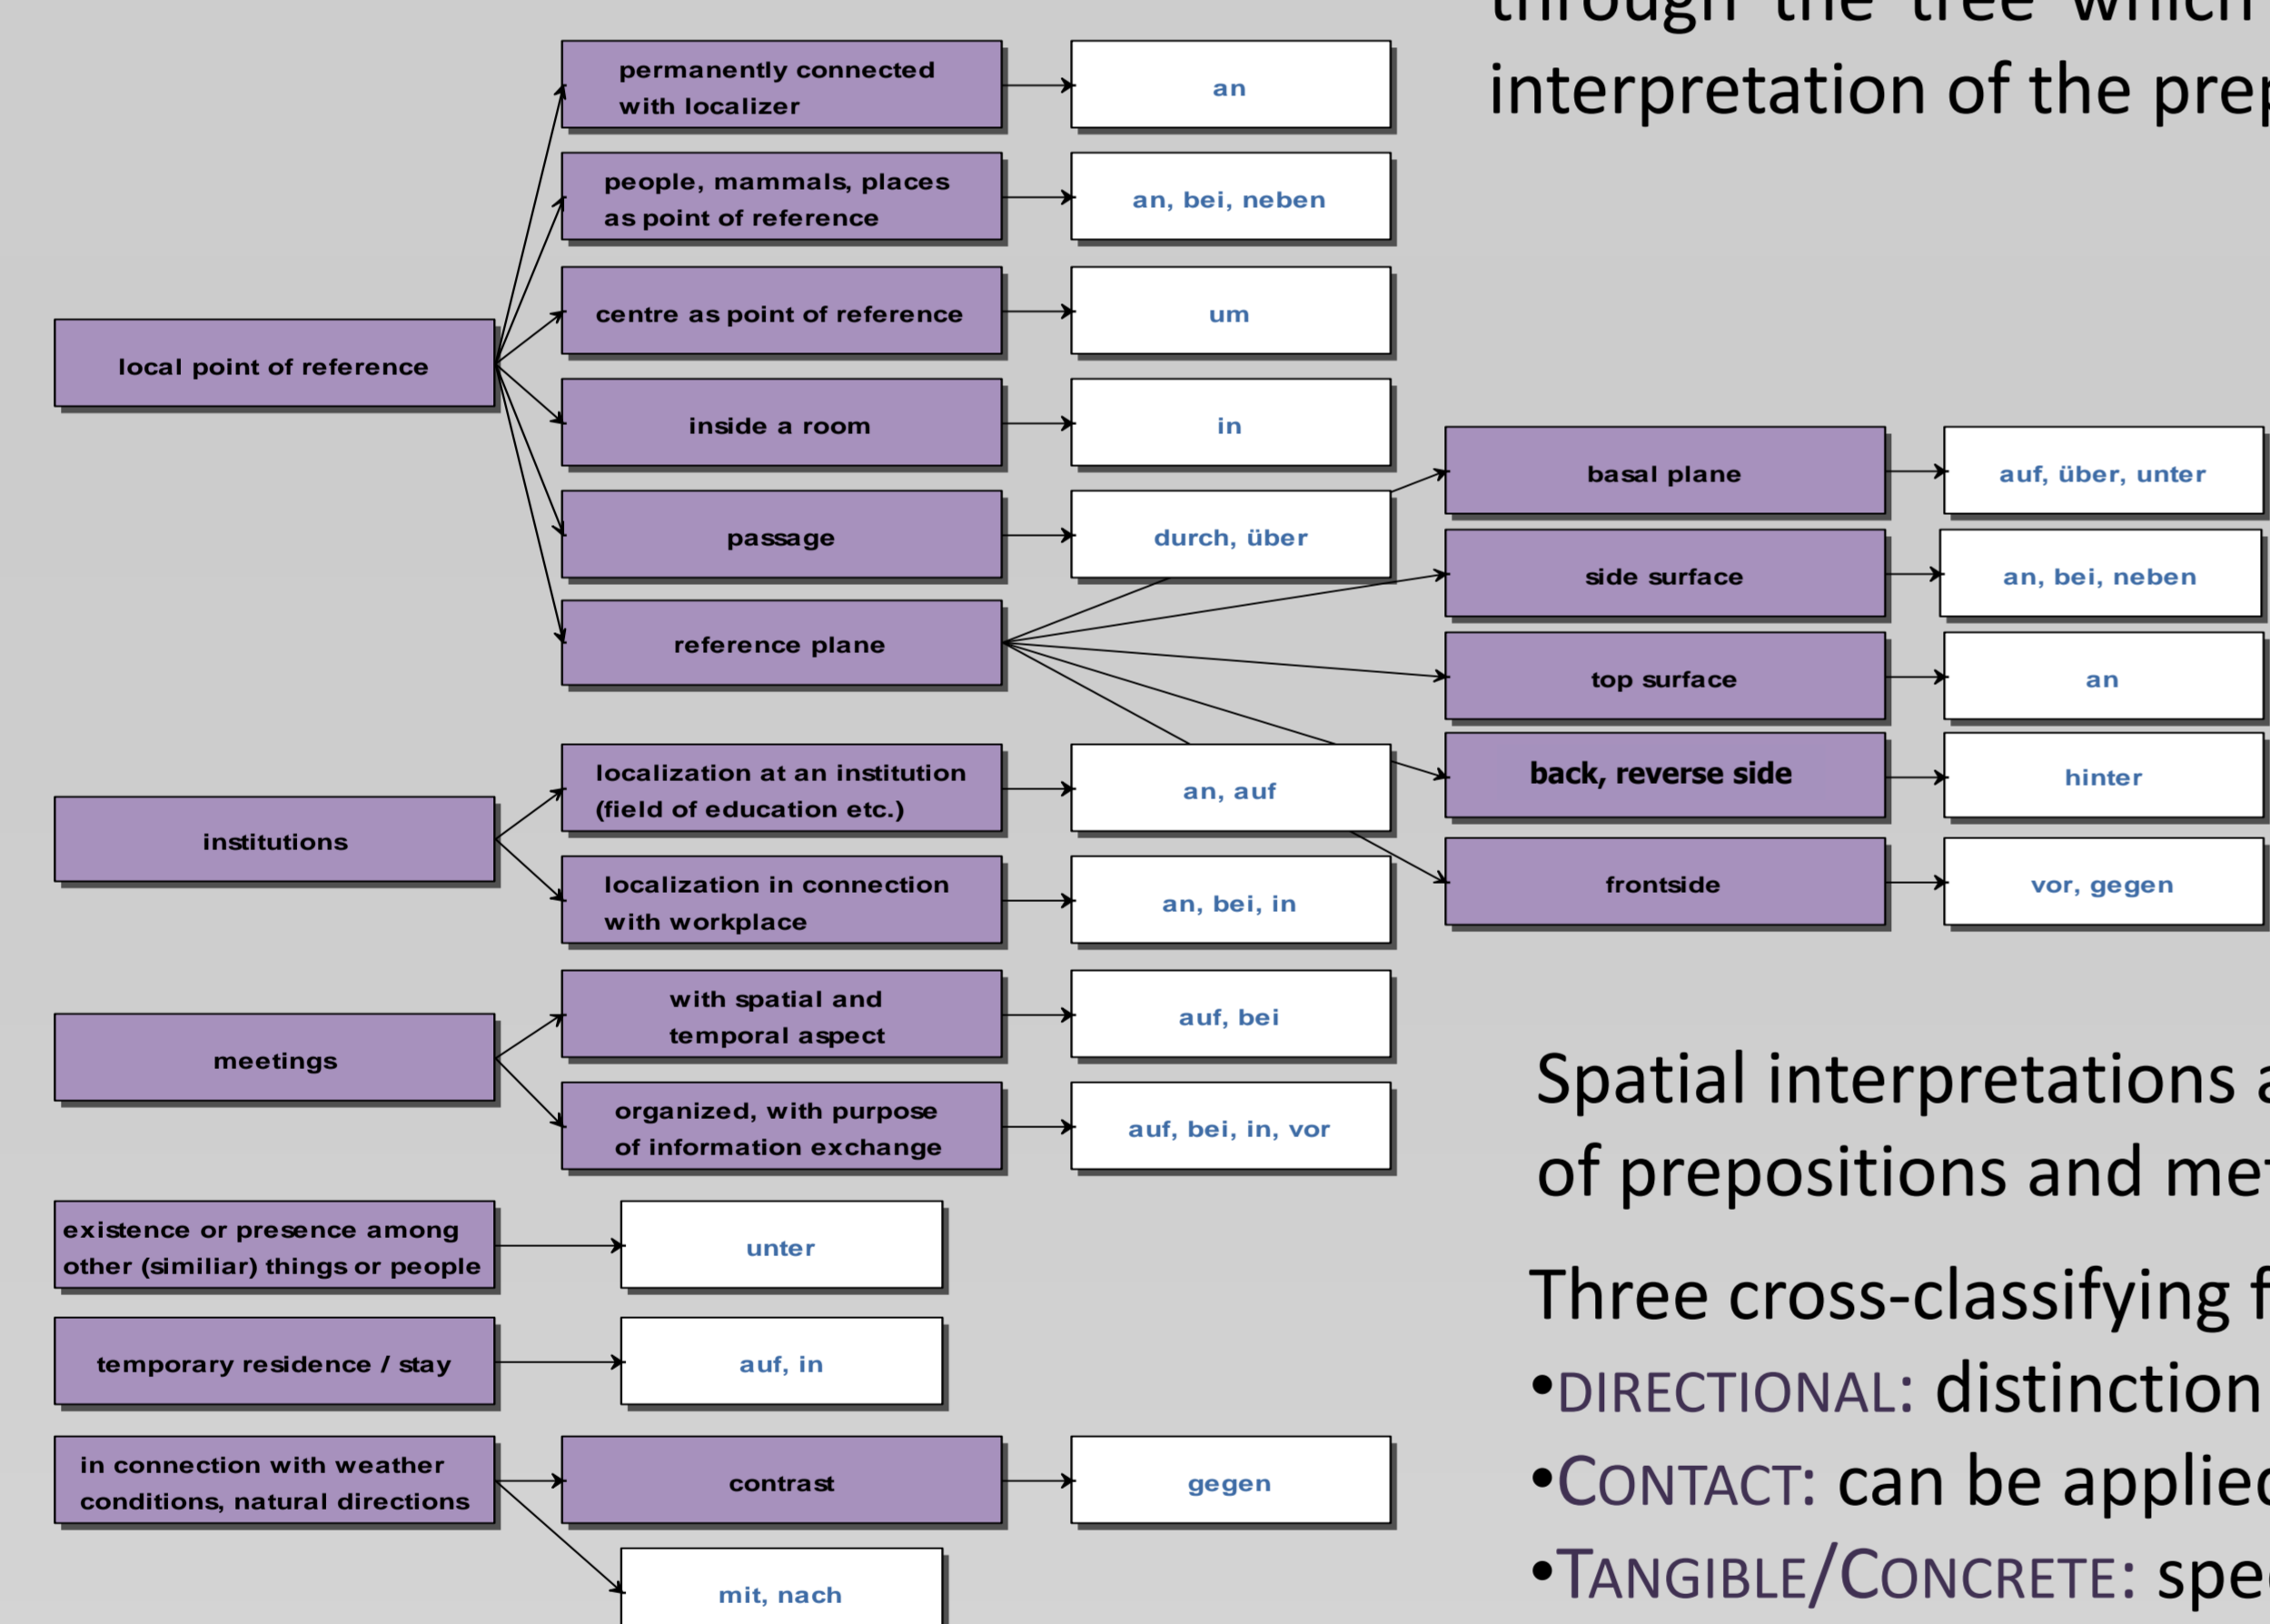 through the tree which
interpretation of the prep
permanently connected
with localizer
an
people, mammals, places
as point of reference
an, bei, neben
centre as point of reference
um
local point of reference
inside a room
in
passage
durch, über
reference plane
basal plane
auf, über, unter
side surface
an, bei, neben
top surface
an
back, reverse side
hinter
frontside
vor, gegen
institutions
localization at an institution
(field of education etc.)
an, auf
localization in connection
with workplace
an, bei, in
meetings
with spatial and
temporal aspect
auf, bei
organized, with purpose
of information exchange
auf, bei, in, vor
existence or presence among
other (similiar) things or people
unter
temporary residence / stay
auf, in
in connection with weather
conditions, natural directions
contrast
gegen
mit, nach
Spatial interpretations a
of prepositions and met
Three cross-classifying f
•DIRECTIONAL: distinction
•CONTACT: can be applied
•TANGIBLE/CONCRETE: spec